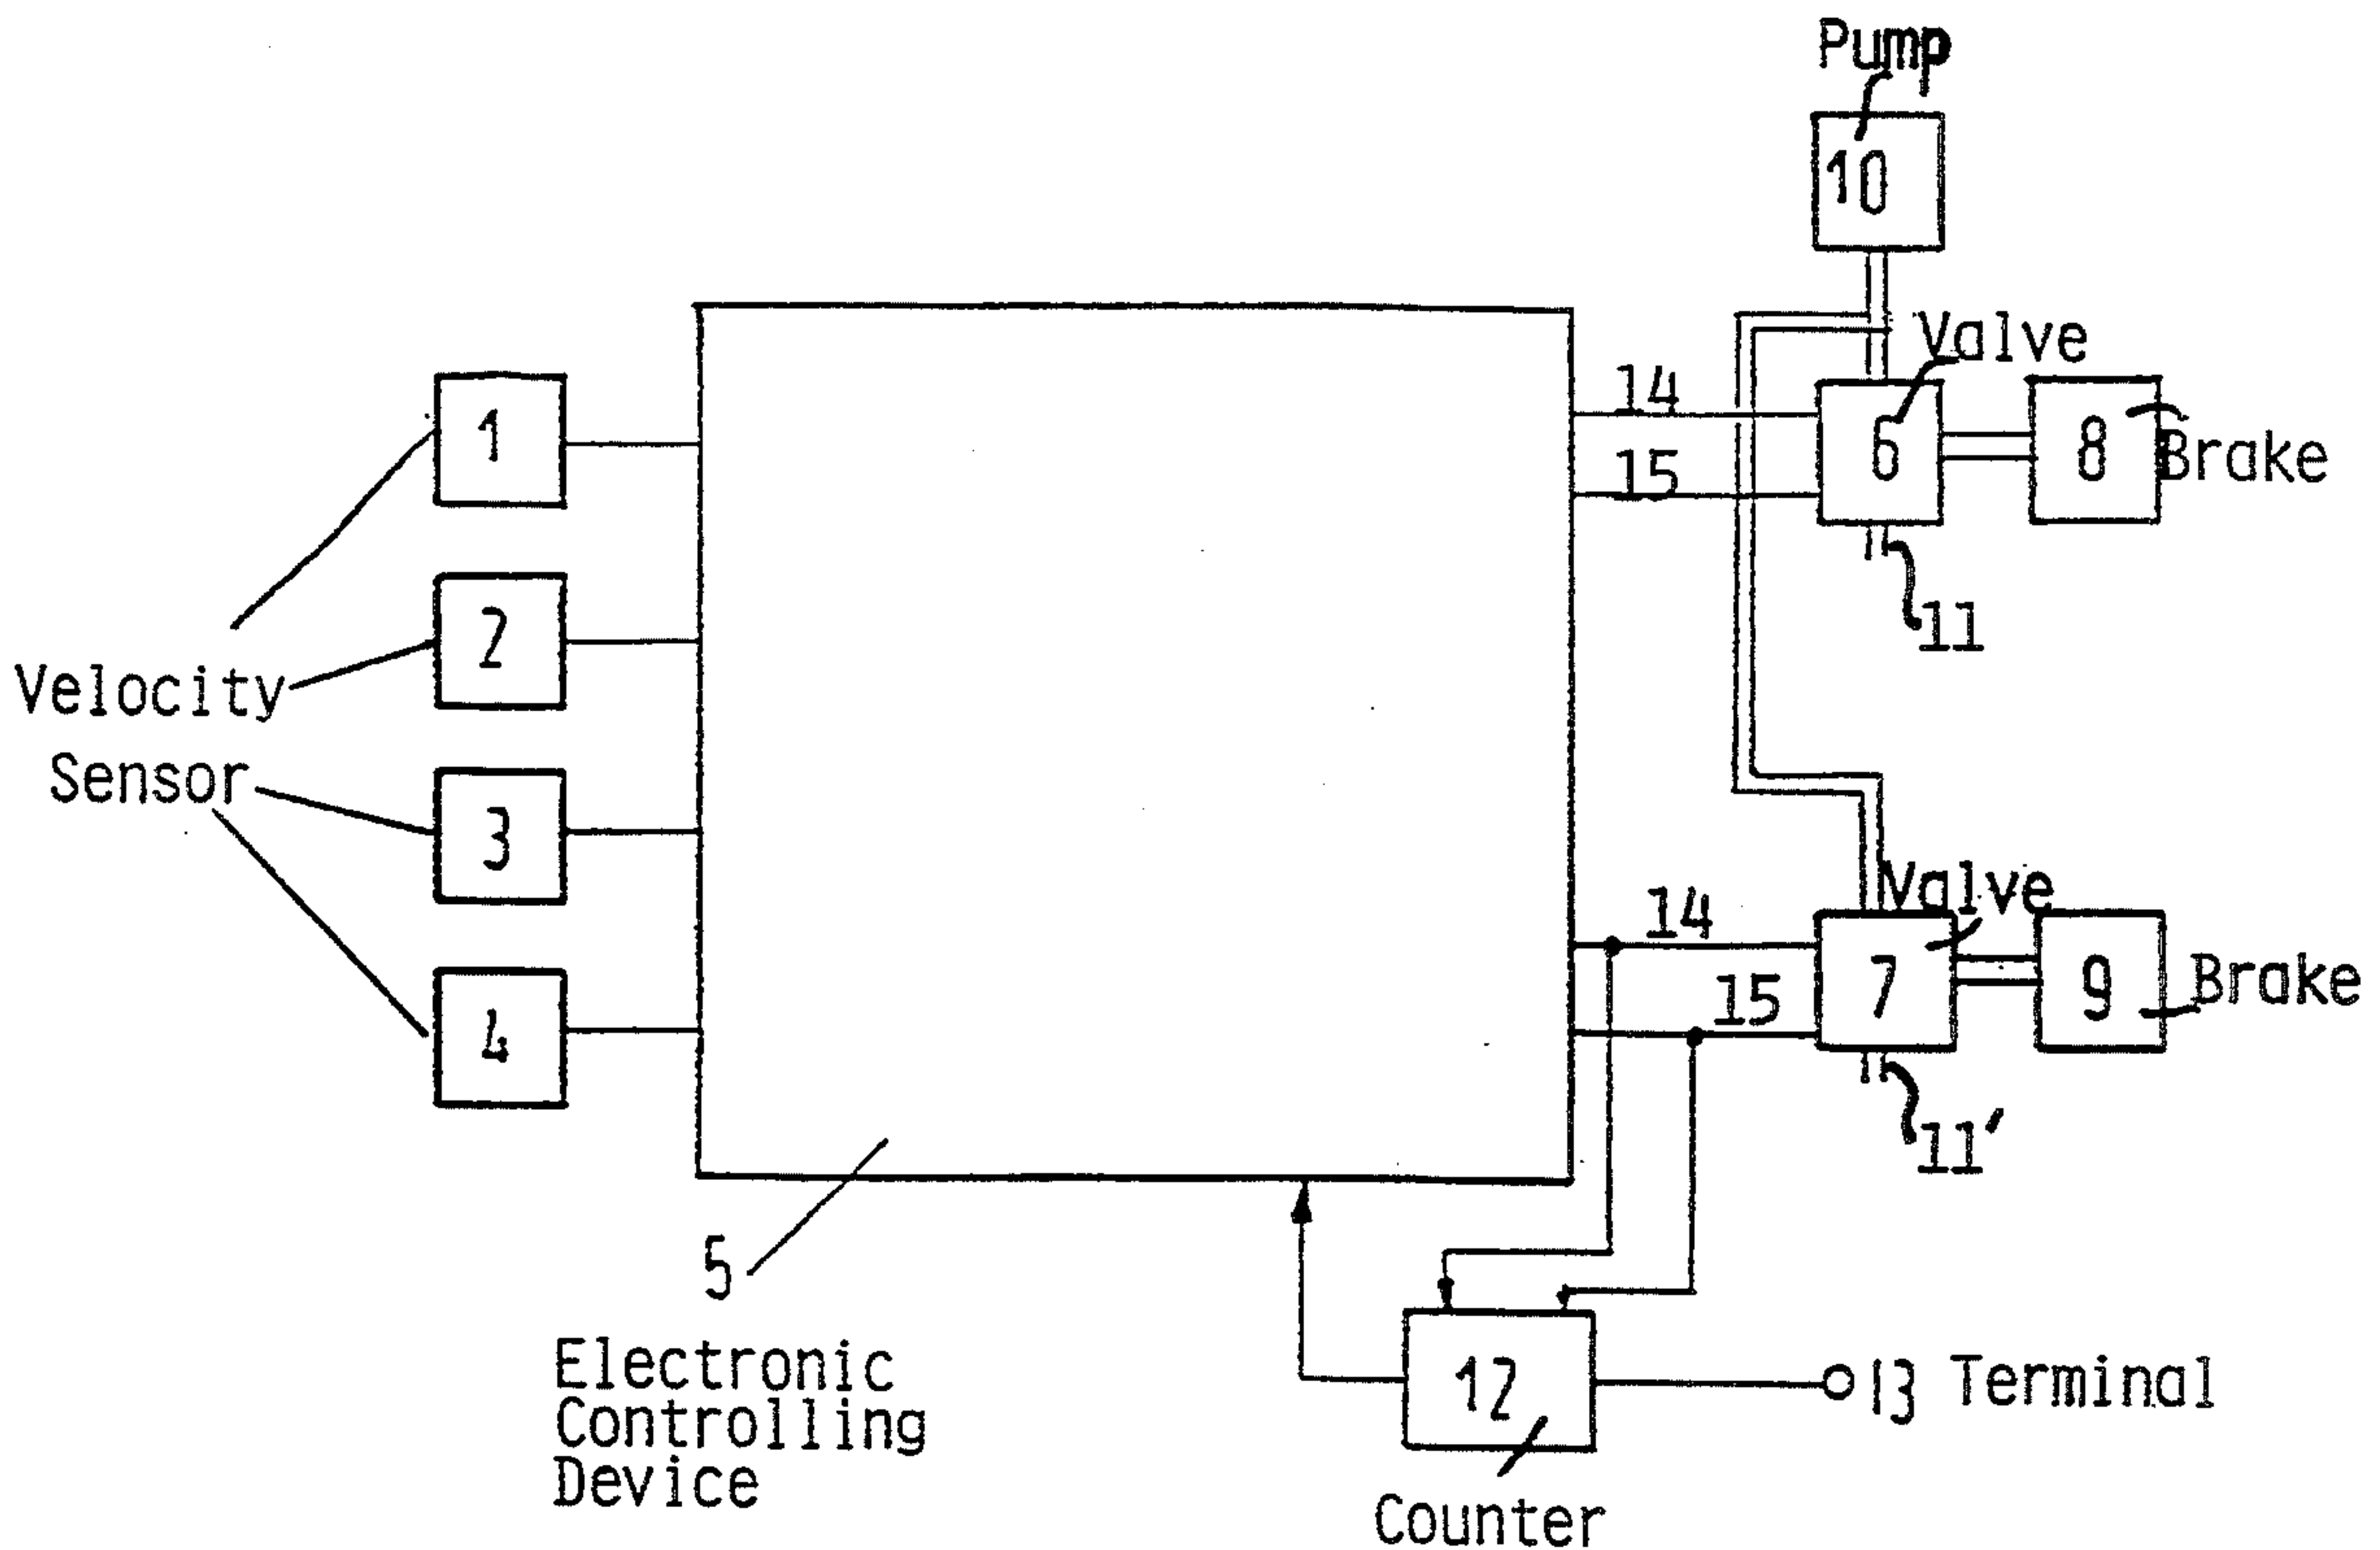 Pump
10
Valve
14
6
8
Brake
15
11
1
2
Velocity
Sensor
3
4
14
Valve
7
9
Brake
15
11'
5
Electronic
Controlling
Device
12
13 Terminal
Counter